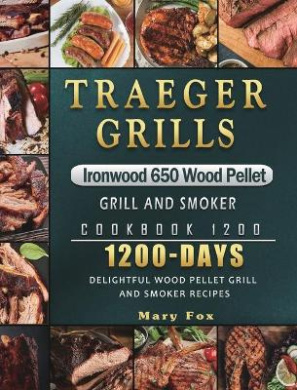 TRAEGER
GRILLS
Ironwood 650 Wood Pellet
GRILL AND SMOKER
COOKBOOK 1200
1200-DAYS
DELIGHTFUL WOOD PELLET GRILL
AND SMOKER RECIPES
Mary Fox